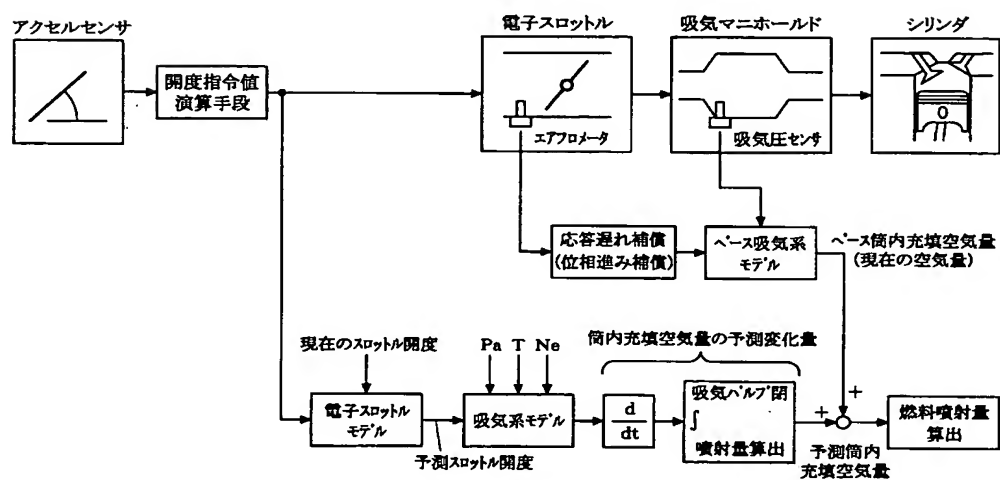 アクセルセンサ
電子スロットル
吸気マニホールド
シリンダ
開度指令値
演算手段
エアフロメータ
吸気圧センサ
応答遅れ補償
(位相進み補償)
ベース吸気系
モデル
ベース筒内充填空気量
(現在の空気量)
現在のスロットル開度
Pa T Ne
筒内充填空気量の予測変化量
電子スロットル
モデル
吸気系モデル
d
dt
吸気バルブ閉
∫
噴射量算出
+
+
燃料噴射量
算出
予測スロットル開度
予測筒内
充填空気量